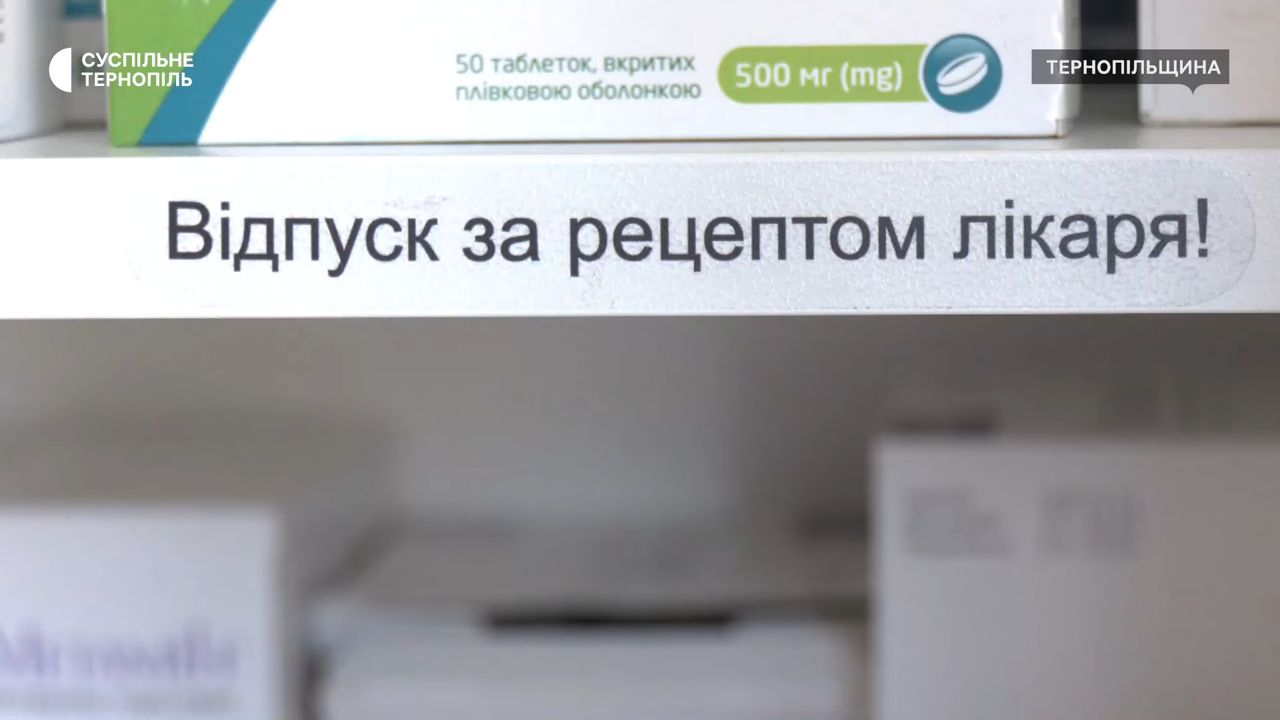 СУСПІЛЬНЕ
ТЕРНОПІЛЬ
50 таблеток, вкритих
плівковою оболонкою
500 мг (mg)
ТЕРНОПІЛЬЩИНА
Відпуск за рецептом лікаря!